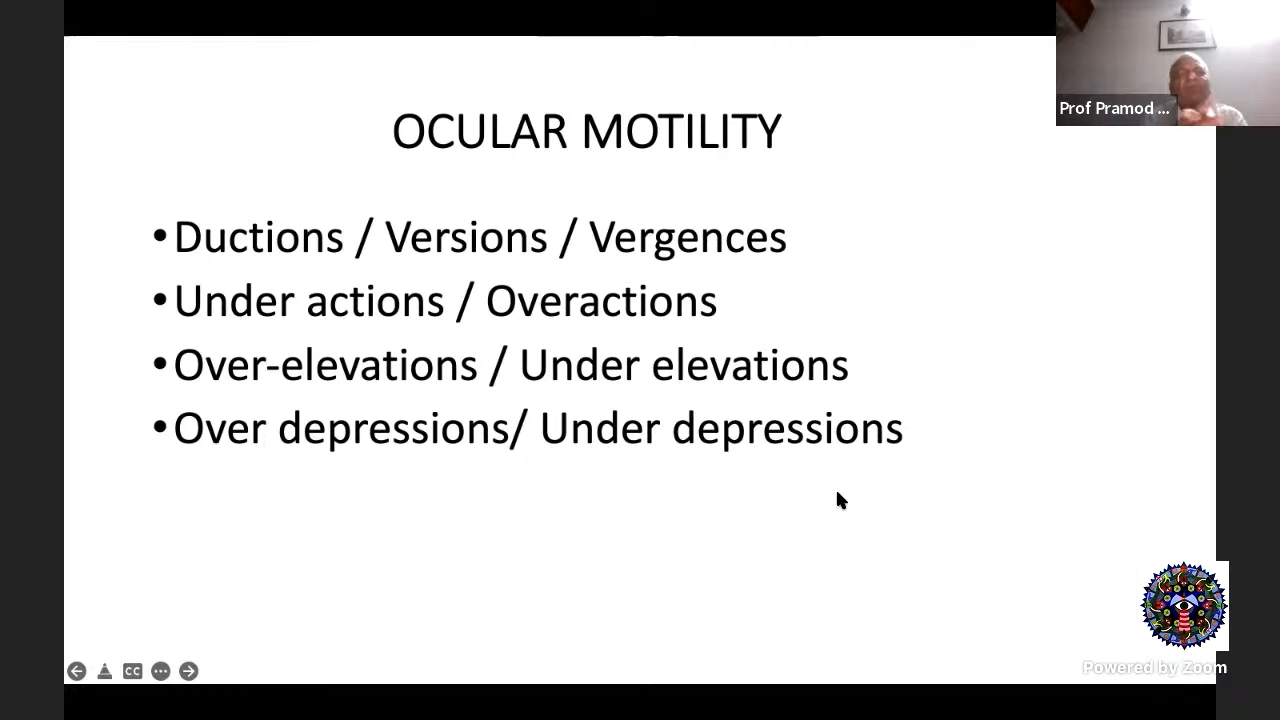 Prof Pramod ...
OCULAR MOTILITY
•Ductions / Versions / Vergences
•Under actions / Overactions
•Over-elevations / Under elevations
•Over depressions/ Under depressions
CC
Powered by Zoom